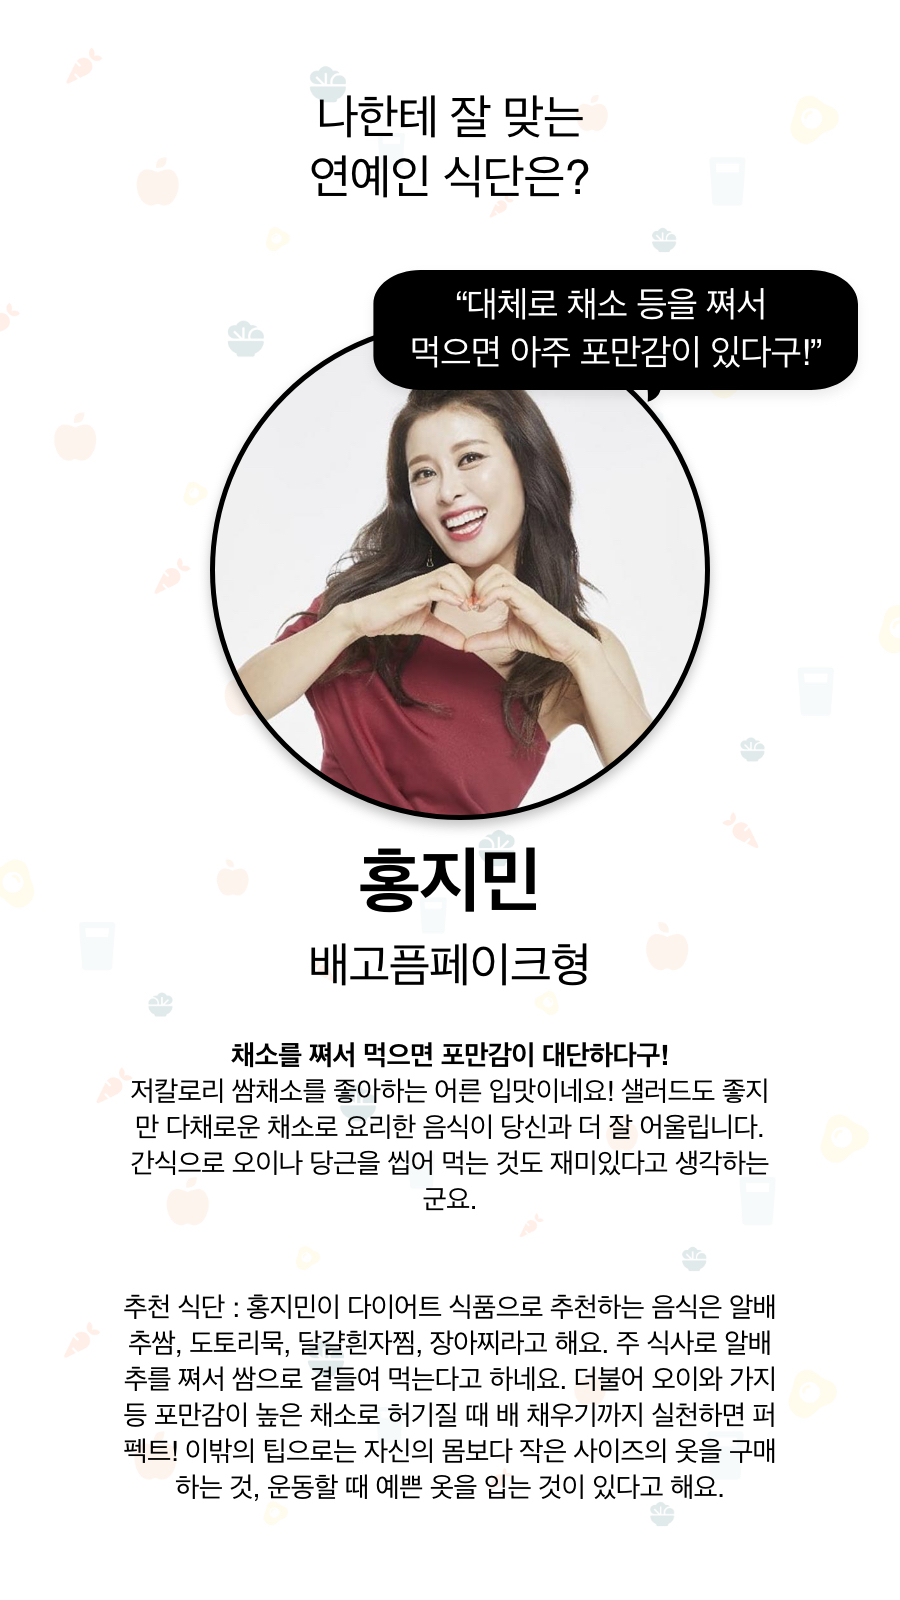 나한테 잘 맞는
연예인 식단은?
“대체로 채소 등을 쪄서
먹으면 아주 포만감이 있다구!”
홍지민
배고픔페이크형
채소를 쪄서 먹으면 포만감이 대단하다구!
저칼로리 쌈채소를 좋아하는 어른 입맛이네요! 샐러드도 좋지
만 다채로운 채소로 요리한 음식이 당신과 더 잘 어울립니다.
간식으로 오이나 당근을 씹어 먹는 것도 재미있다고 생각하는
군요.
추천 식단 : 홍지민이 다이어트 식품으로 추천하는 음식은 알배
추쌈, 도토리묵, 달걀흰자찜, 장아찌라고 해요. 주 식사로 알배
추를 쪄서 쌈으로 곁들여 먹는다고 하네요. 더불어 오이와 가지
등 포만감이 높은 채소로 허기질 때 배 채우기까지 실천하면 퍼
펙트! 이밖의 팁으로는 자신의 몸보다 작은 사이즈의 옷을 구매
하는 것, 운동할 때 예쁜 옷을 입는 것이 있다고 해요.